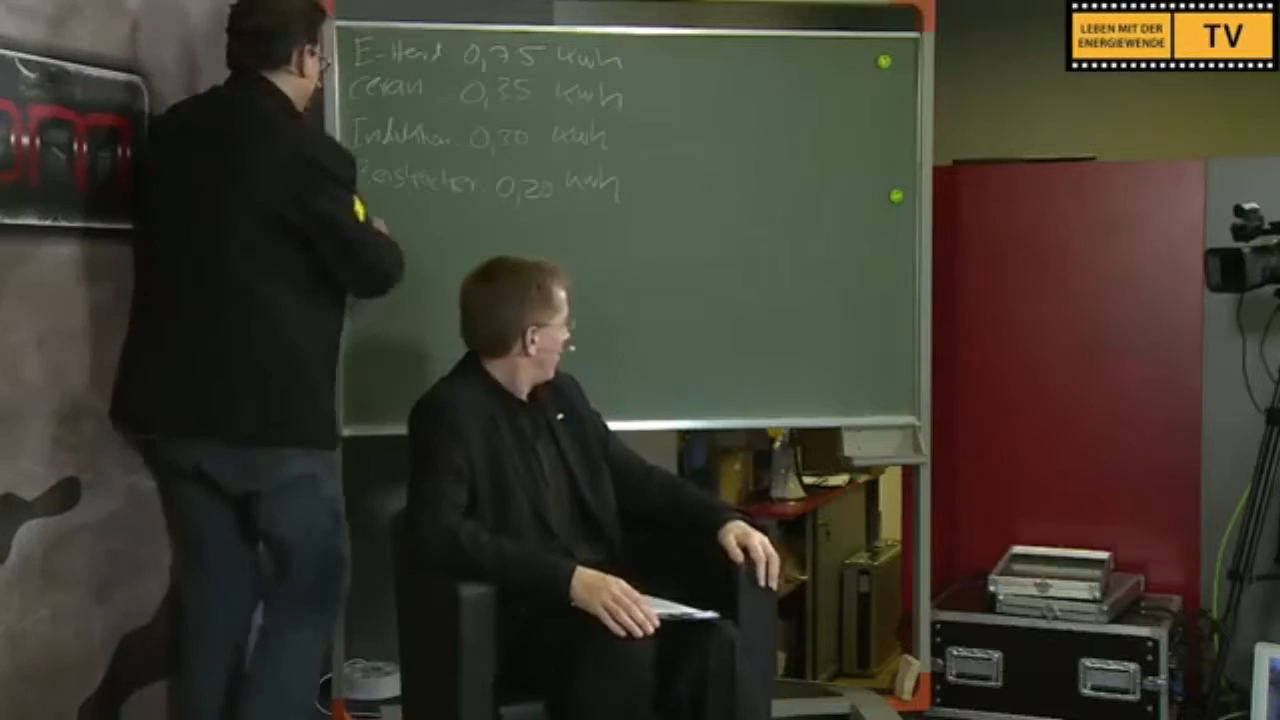 LEBEN MIT DER
ENERGIEWENDE
TV
E-Herd 0,75 kwh
Ceran 0,35 kwh
Induktion 0,30 kwh
0,20 kwh